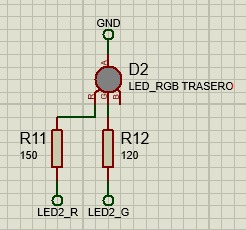 GND
A
D2
LED_RGB TRASERO
R G B
R11
150
R12
120
LED2_R
LED2_G